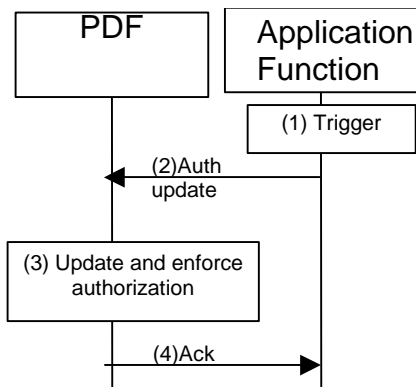 PDF
Application
Function
(1) Trigger
(2)Auth
update
(3) Update and enforce
authorization
(4)Ack